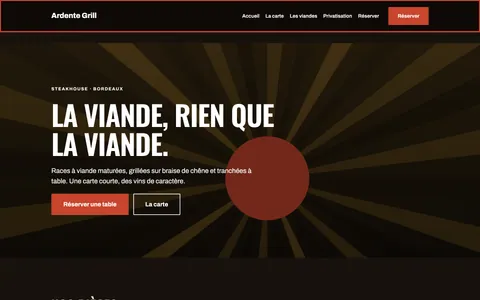 Ardente Grill
Accueil La carte Les viandes Privatisation Réserver Réserver
STEAKHOUSE · BORDEAUX
LA VIANDE, RIEN QUE
LA VIANDE.
Races à viande maturées, grillées sur braise de chêne et tranchées à
table. Une carte courte, des vins de caractère.
Réserver une table La carte